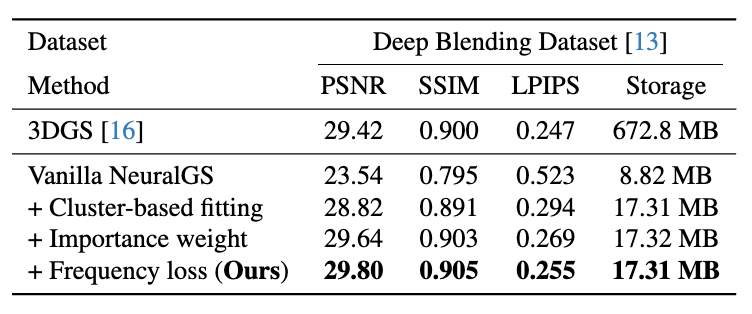 Dataset Deep Blending Dataset [13]
Method PSNR SSIM LPIPS Storage
3DGS [16] 29.42 0.900 0.247 672.8 MB
Vanilla NeuralGS 23.54 0.795 0.523 8.82 MB
+ Cluster-based fitting 28.82 0.891 0.294 17.31 MB
+ Importance weight 29.64 0.903 0.269 17.32 MB
+ Frequency loss (Ours) 29.80 0.905 0.255 17.31 MB